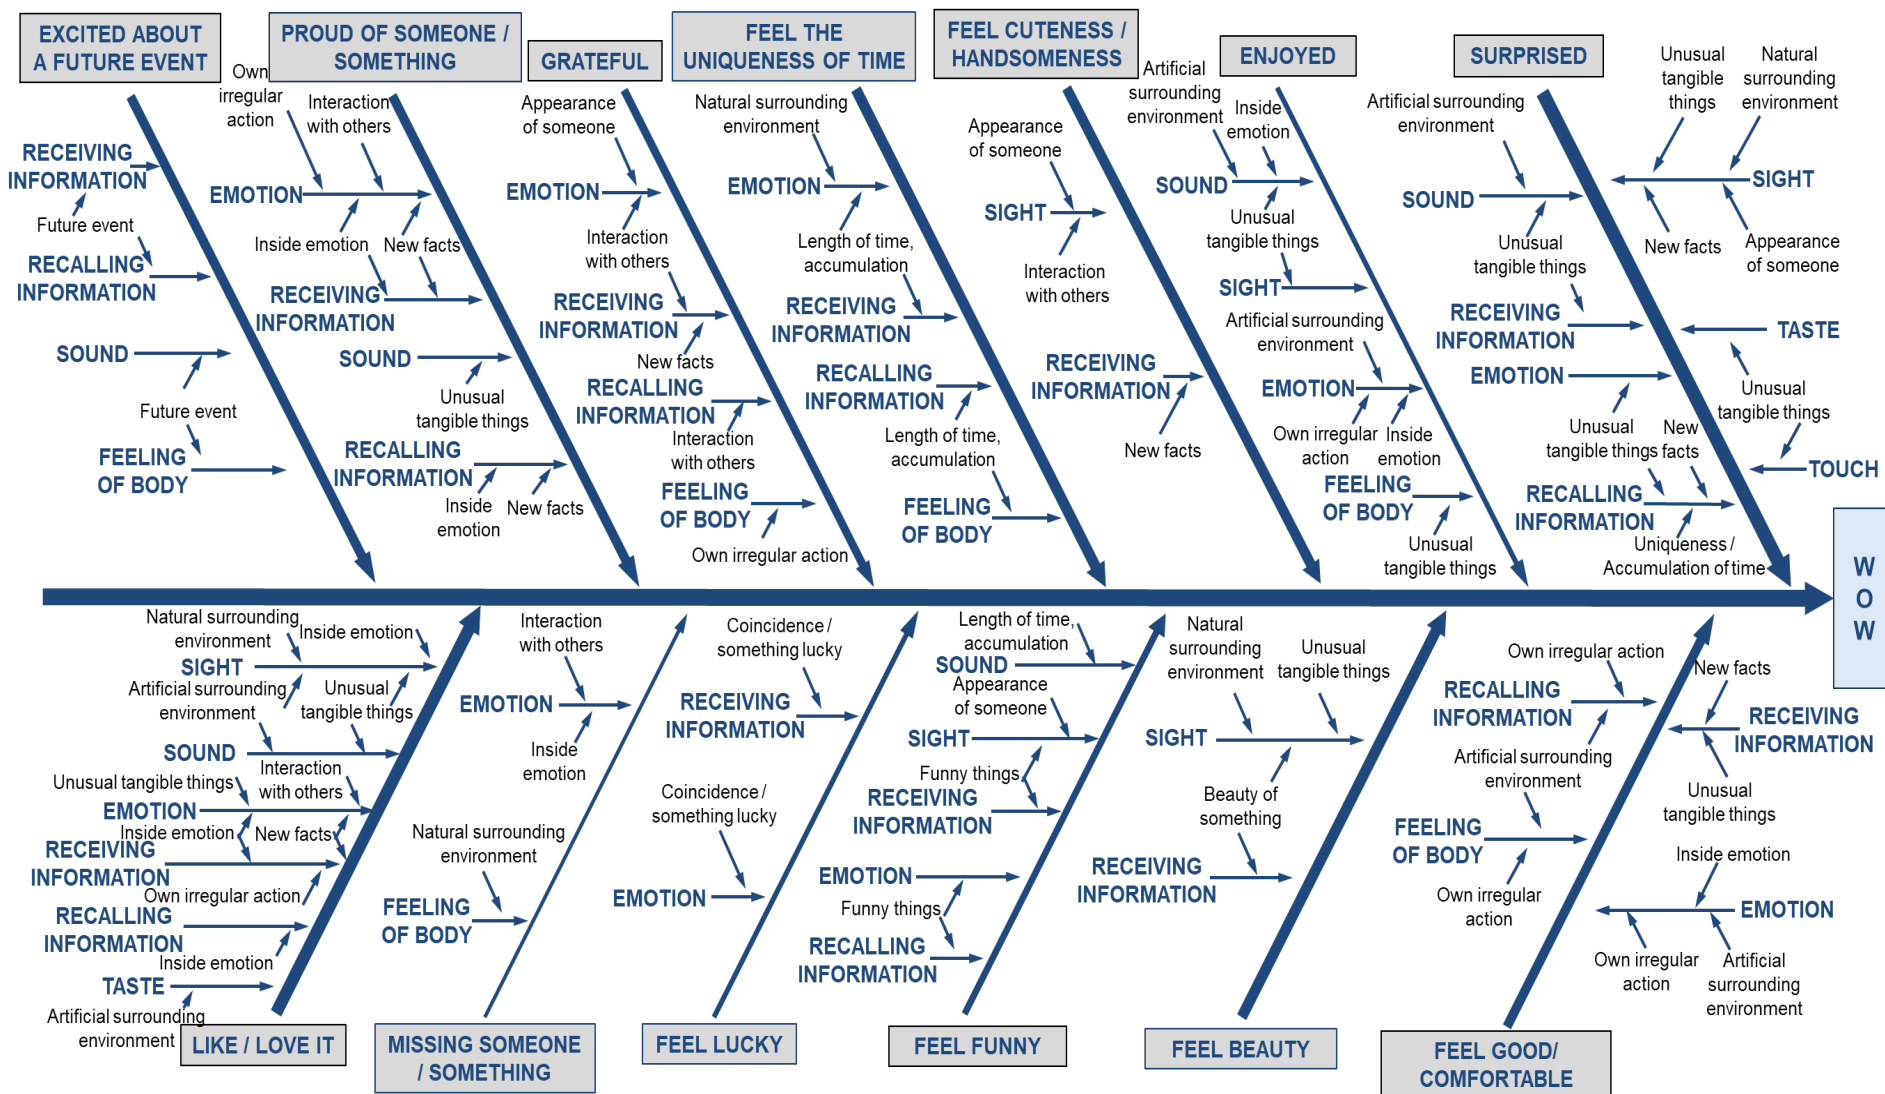 EXCITED ABOUT
A FUTURE EVENT
RECEIVING
INFORMATION
Future event
RECALLING
INFORMATION
SOUND
Future event
FEELING
OF BODY
PROUD OF SOMEONE /
SOMETHING
Own
irregular
action
Interaction
with others
EMOTION
Inside emotion
New facts
RECEIVING
INFORMATION
SOUND
Unusual
tangible things
RECALLING
INFORMATION
Inside
emotion
New facts
GRATEFUL
Appearance
of someone
EMOTION
Interaction
with others
RECEIVING
INFORMATION
New facts
RECALLING
INFORMATION
Interaction
with others
FEELING
OF BODY
Own irregular action
FEEL THE
UNIQUENESS OF TIME
Natural surrounding
environment
EMOTION
Length of time,
accumulation
RECEIVING
INFORMATION
RECALLING
INFORMATION
Length of time,
accumulation
FEELING
OF BODY
FEEL CUTENESS /
HANDSOMENESS
Appearance
of someone
SIGHT
Interaction
with others
RECEIVING
INFORMATION
New facts
ENJOYED
Artificial
surrounding
environment
Inside
emotion
SOUND
Unusual
tangible things
SIGHT
Artificial surrounding
environment
EMOTION
Own irregular
action
Inside
emotion
FEELING
OF BODY
Unusual
tangible things
SURPRISED
Artificial surrounding
environment
SOUND
Unusual
tangible things
RECEIVING
INFORMATION
EMOTION
Unusual
tangible things
New
facts
RECALLING
INFORMATION
Uniqueness /
Accumulation of time
Unusual
tangible
things
Natural
surrounding
environment
SIGHT
New facts
Appearance
of someone
TASTE
Unusual
tangible things
TOUCH
W
O
W
Natural surrounding
environment
Inside emotion
SIGHT
Artificial surrounding
environment
Unusual
tangible things
SOUND
Unusual tangible things
Interaction
with others
EMOTION
Inside emotion
New facts
RECEIVING
INFORMATION
Own irregular action
RECALLING
INFORMATION
Inside emotion
TASTE
Artificial surrounding
environment
LIKE / LOVE IT
Interaction
with others
EMOTION
Inside
emotion
Natural surrounding
environment
FEELING
OF BODY
MISSING SOMEONE
/ SOMETHING
Coincidence /
something lucky
RECEIVING
INFORMATION
Coincidence /
something lucky
EMOTION
FEEL LUCKY
Length of time,
accumulation
SOUND
Appearance
of someone
SIGHT
Funny things
RECEIVING
INFORMATION
EMOTION
Funny things
RECALLING
INFORMATION
FEEL FUNNY
Natural
surrounding
environment
Unusual
tangible things
SIGHT
Beauty of
something
RECEIVING
INFORMATION
FEEL BEAUTY
Own irregular action
RECALLING
INFORMATION
Artificial surrounding
environment
FEELING
OF BODY
Own irregular
action
New facts
RECEIVING
INFORMATION
Unusual
tangible things
Inside emotion
EMOTION
Own irregular
action
Artificial
surrounding
environment
FEEL GOOD/
COMFORTABLE